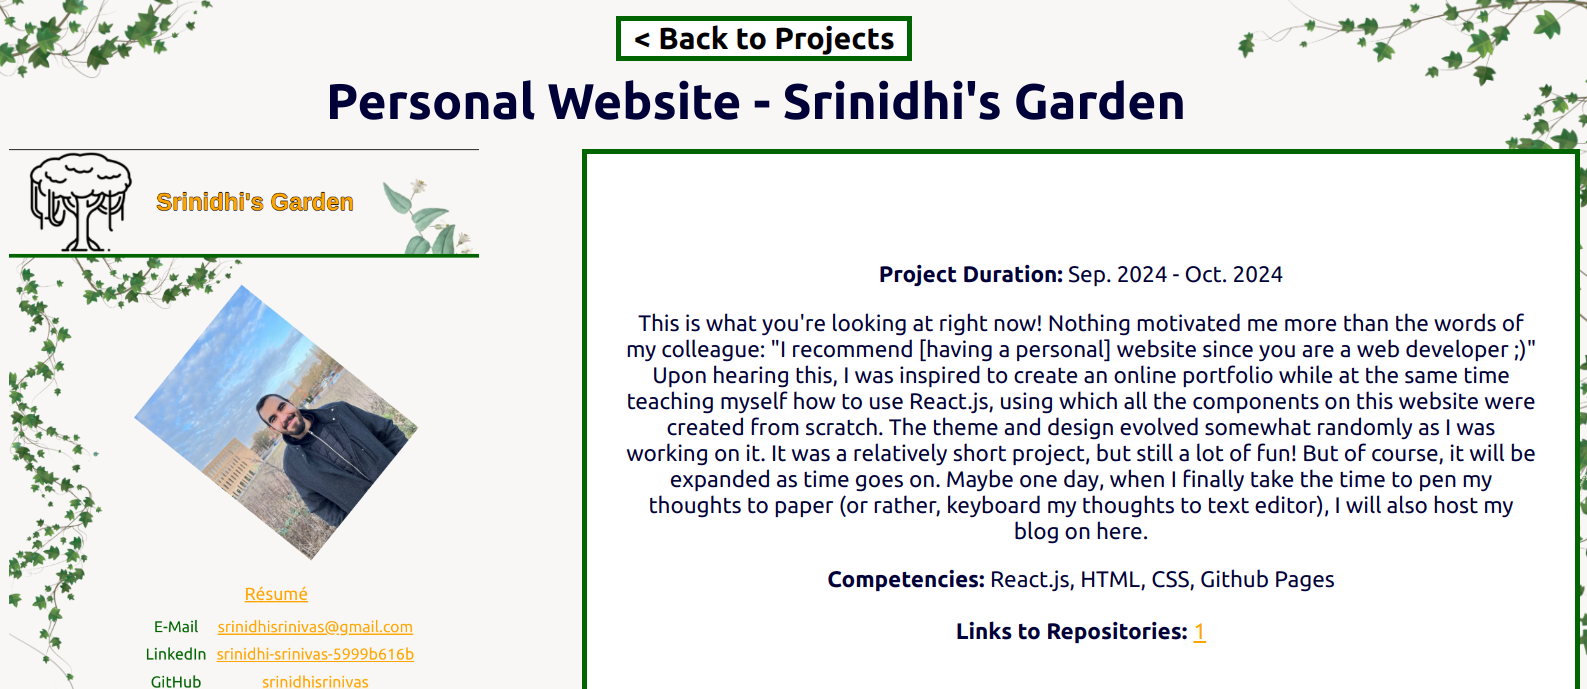 < Back to Projects
Personal Website - Srinidhi's Garden
Srinidhi's Garden
Résumé
E-Mail srinidhisrinivas@gmail.com
LinkedIn srinidhi-srinivas-5999b616b
GitHub srinidhisrinivas
Project Duration: Sep. 2024 - Oct. 2024
This is what you're looking at right now! Nothing motivated me more than the words of
my colleague: "I recommend [having a personal] website since you are a web developer ;)"
Upon hearing this, I was inspired to create an online portfolio while at the same time
teaching myself how to use React.js, using which all the components on this website were
created from scratch. The theme and design evolved somewhat randomly as I was
working on it. It was a relatively short project, but still a lot of fun! But of course, it will be
expanded as time goes on. Maybe one day, when I finally take the time to pen my
thoughts to paper (or rather, keyboard my thoughts to text editor), I will also host my
blog on here.
Competencies: React.js, HTML, CSS, Github Pages
Links to Repositories: 1